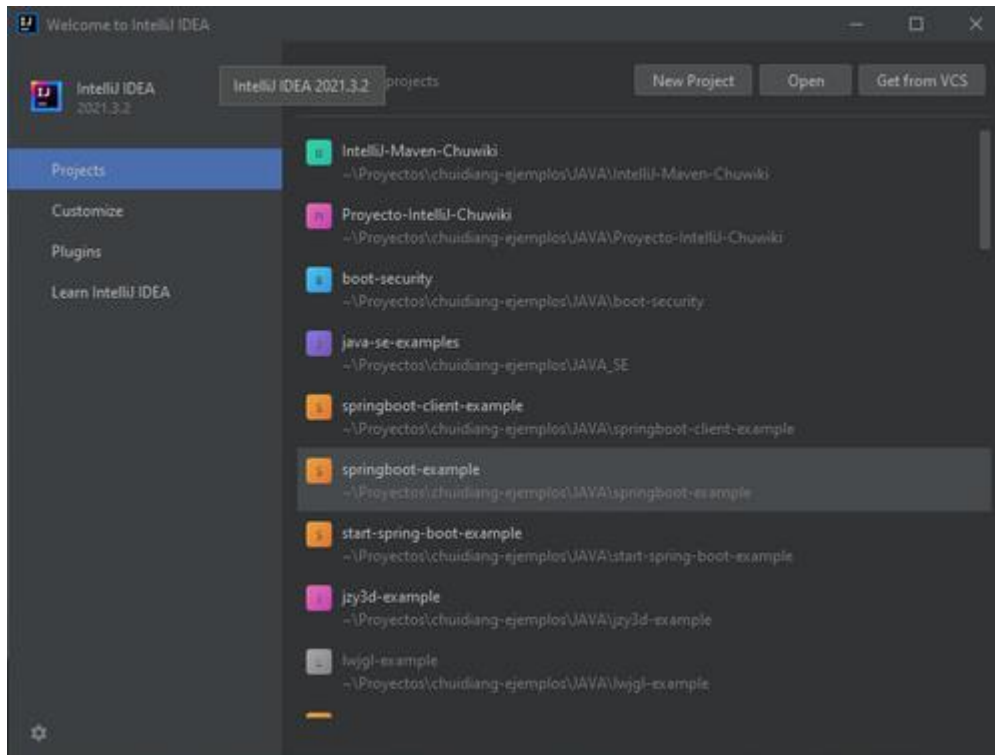 Welcome to IntelliJ IDEA
IntelliJ IDEA
2021.3.2
IntelliJ IDEA 2021.3.2
projects
New Project
Open
Get from VCS
Projects
Customize
Plugins
Learn IntelliJ IDEA
IntelliJ-Maven-Chuwiki
~\Proyectos\chuidiang-ejemplos\JAVA\IntelliJ-Maven-Chuwiki
Proyecto-IntelliJ-Chuwiki
~\Proyectos\chuidiang-ejemplos\JAVA\Proyecto-IntelliJ-Chuwiki
boot-security
~\Proyectos\chuidiang-ejemplos\JAVA\boot-security
java-se-examples
~\Proyectos\chuidiang-ejemplos\JAVA_SE
springboot-client-example
~\Proyectos\chuidiang-ejemplos\JAVA\springboot-client-example
springboot-example
~\Proyectos\chuidiang-ejemplos\JAVA\springboot-example
start-spring-boot-example
~\Proyectos\chuidiang-ejemplos\JAVA\start-spring-boot-example
jzy3d-example
~\Proyectos\chuidiang-ejemplos\JAVA\jzy3d-example
lwjgl-example
~\Proyectos\chuidiang-ejemplos\JAVA\lwjgl-example